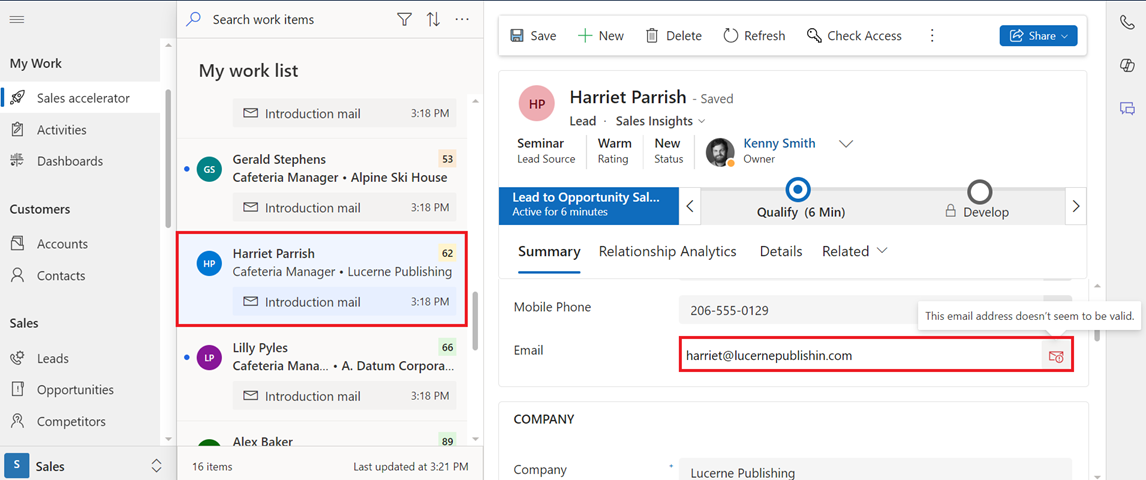 My Work
Sales accelerator
Activities
Dashboards
Customers
Accounts
Contacts
Sales
Leads
Opportunities
Competitors
S
Sales
Search work items
My work list
Introduction mail
3:18 PM
GS
Gerald Stephens
53
Cafeteria Manager • Alpine Ski House
Introduction mail
3:18 PM
HP
Harriet Parrish
62
Cafeteria Manager • Lucerne Publishing
Introduction mail
3:18 PM
LP
Lilly Pyles
66
Cafeteria Mana... • A. Datum Corpora...
Introduction mail
3:18 PM
Alex Baker
89
16 items
Last updated at 3:21 PM
Save
New
Delete
Refresh
Check Access
Share
HP
Harriet Parrish - Saved
Lead · Sales Insights
Seminar
Lead Source
Warm
Rating
New
Status
Kenny Smith
Owner
Lead to Opportunity Sal...
Active for 6 minutes
Qualify (6 Min)
Develop
Summary
Relationship Analytics
Details
Related
Mobile Phone
206-555-0129
This email address doesn't seem to be valid.
Email
harriet@lucernepublishin.com
COMPANY
Company
*
Lucerne Publishing